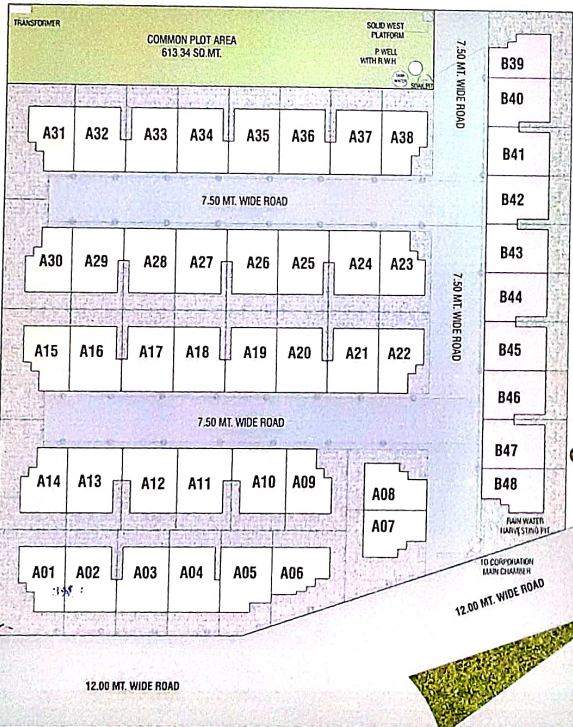 TRANSFORMER
COMMON PLOT AREA
613.34 SQ.MT.
SOLID WEST
PLATFORM
P WELL
WITH R.W.H
SOAK PIT
7.50 MT. WIDE ROAD
B39
B40
B41
B42
B43
B44
B45
B46
B47
B48
A31 A32 A33 A34 A35 A36 A37 A38
7.50 MT. WIDE ROAD
A30 A29 A28 A27 A26 A25 A24 A23
7.50 MT. WIDE ROAD
A15 A16 A17 A18 A19 A20 A21 A22
7.50 MT. WIDE ROAD
A14 A13 A12 A11 A10 A09
A08
A07
RAIN WATER
HARVESTING PIT
A01 A02 A03 A04 A05 A06
TO CORPORATION
MAIN CHAMBER
12.00 MT. WIDE ROAD
12.00 MT. WIDE ROAD